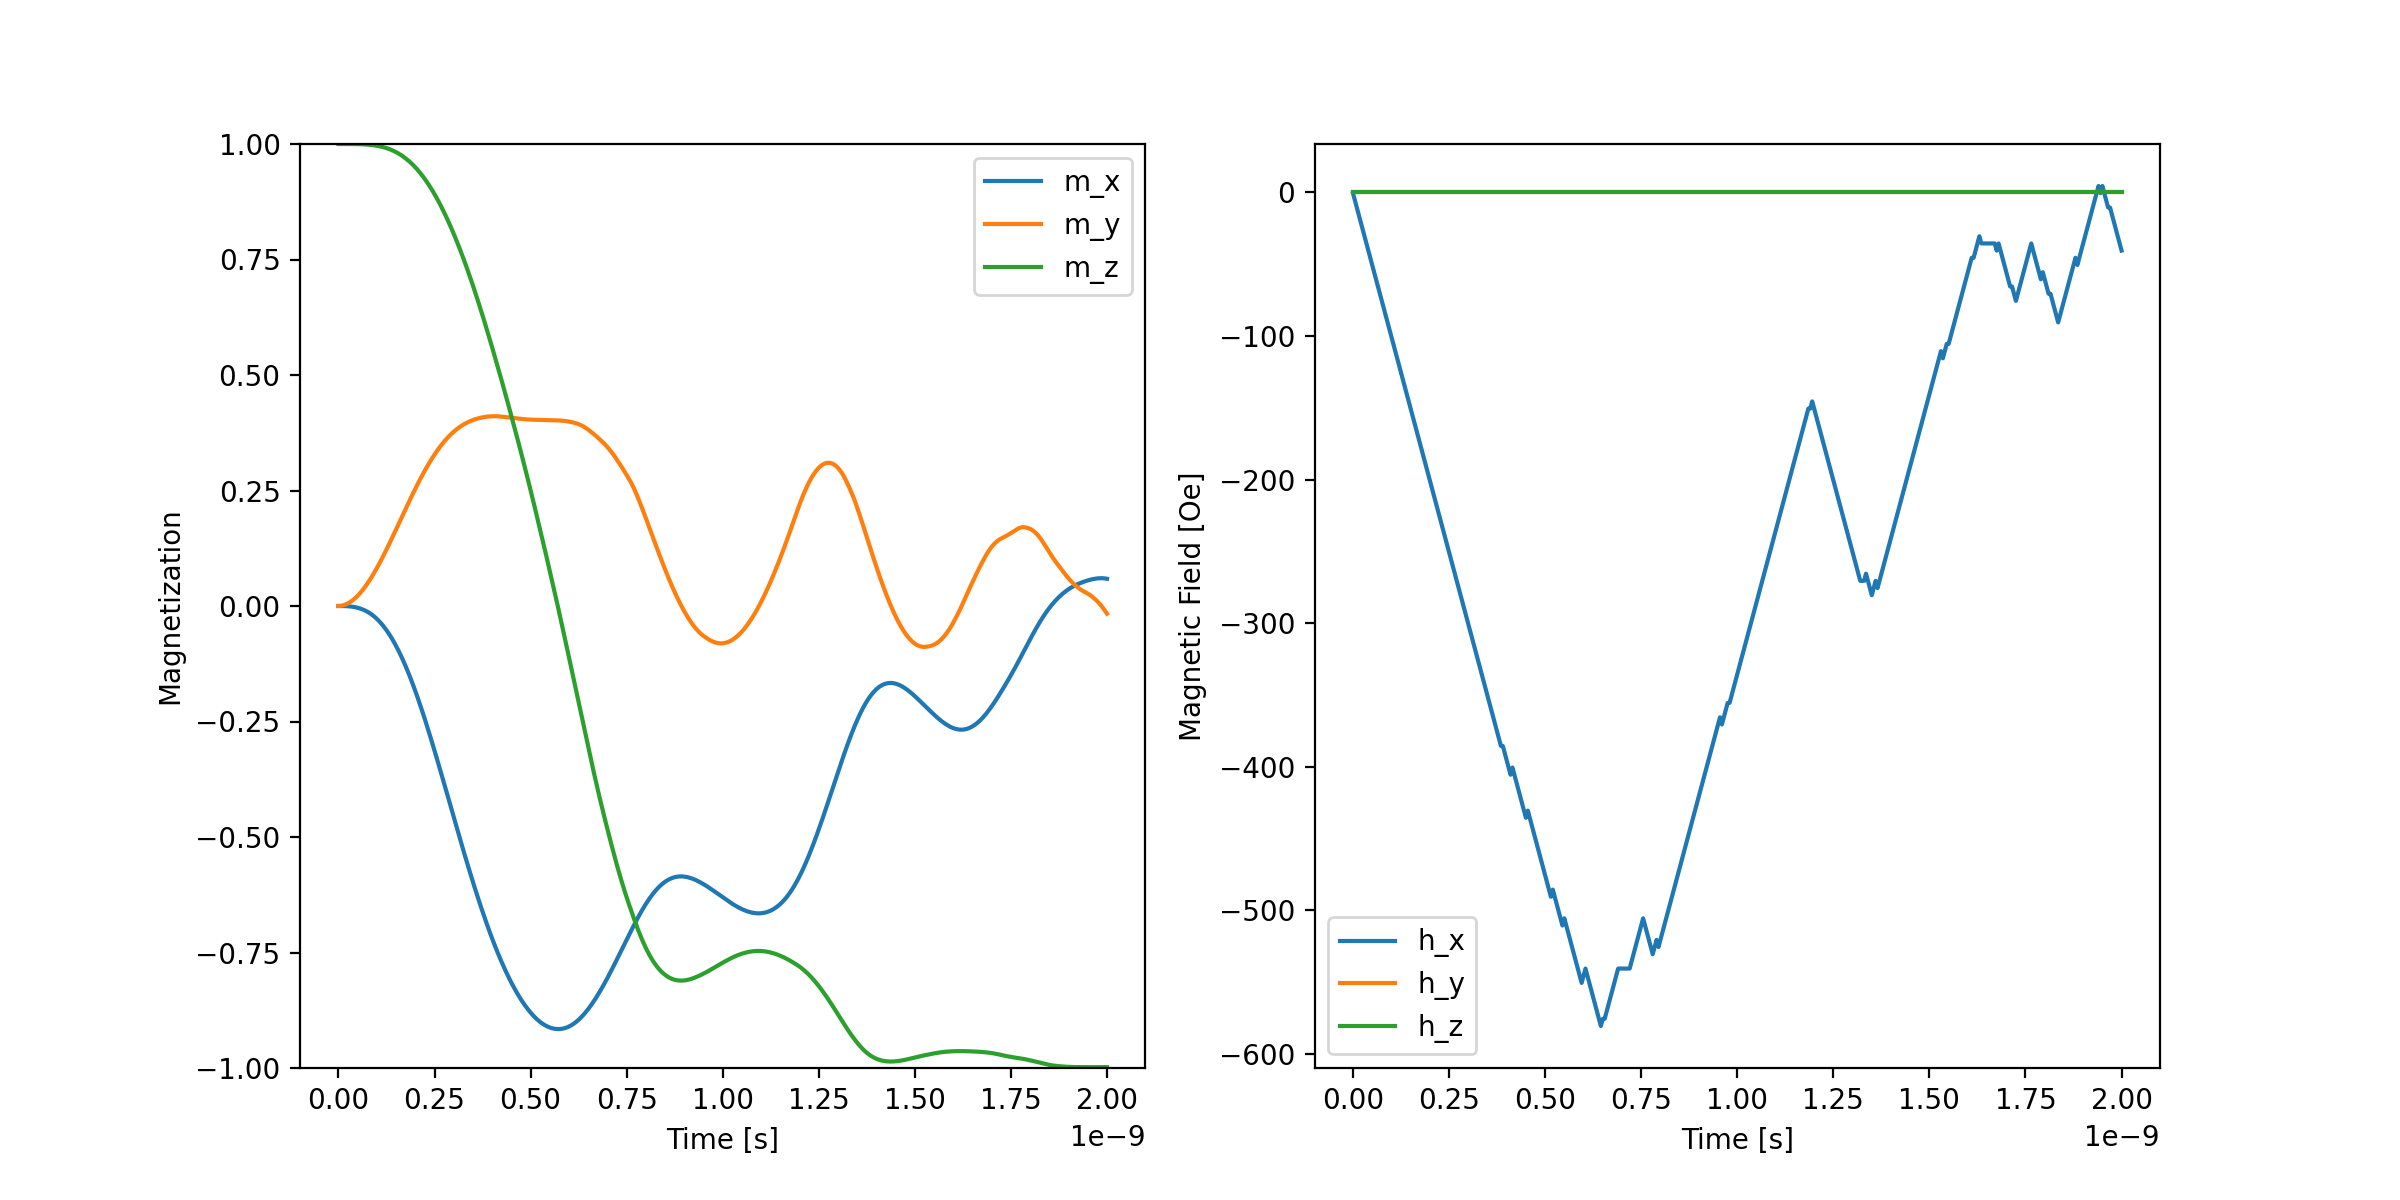 Magnetization
1.00
0.75
0.50
0.25
0.00
−0.25
−0.50
−0.75
−1.00
m_x
m_y
m_z
0.00 0.25 0.50 0.75 1.00 1.25 1.50 1.75 2.00
Time [s]
1e−9
Magnetic Field [Oe]
0
−100
−200
−300
−400
−500
−600
h_x
h_y
h_z
0.00 0.25 0.50 0.75 1.00 1.25 1.50 1.75 2.00
Time [s]
1e−9